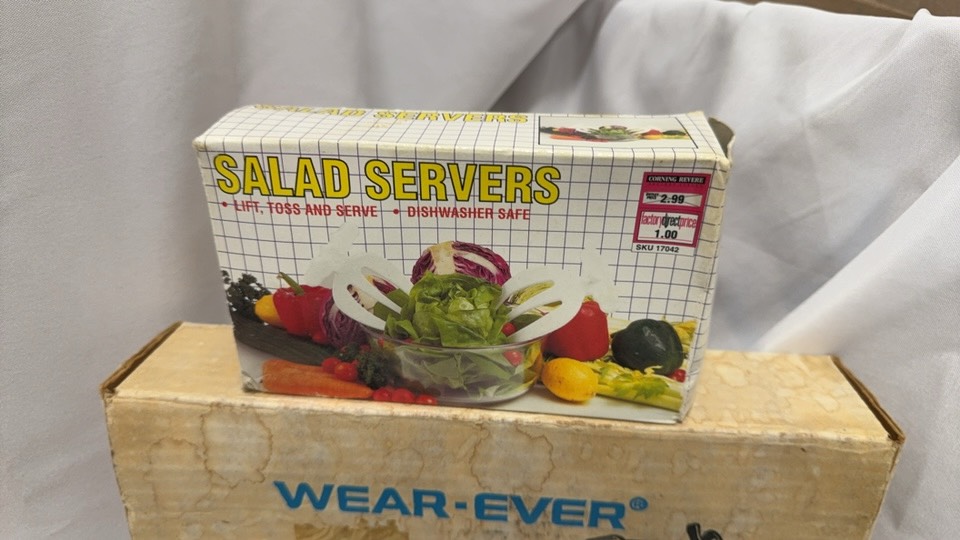 SALAD SERVERS
SALAD SERVERS
• LIFT, TOSS AND SERVE • DISHWASHER SAFE
CORNING REVERE
2.99
factory direct price
1.00
SKU 17042
WEAR-EVER®